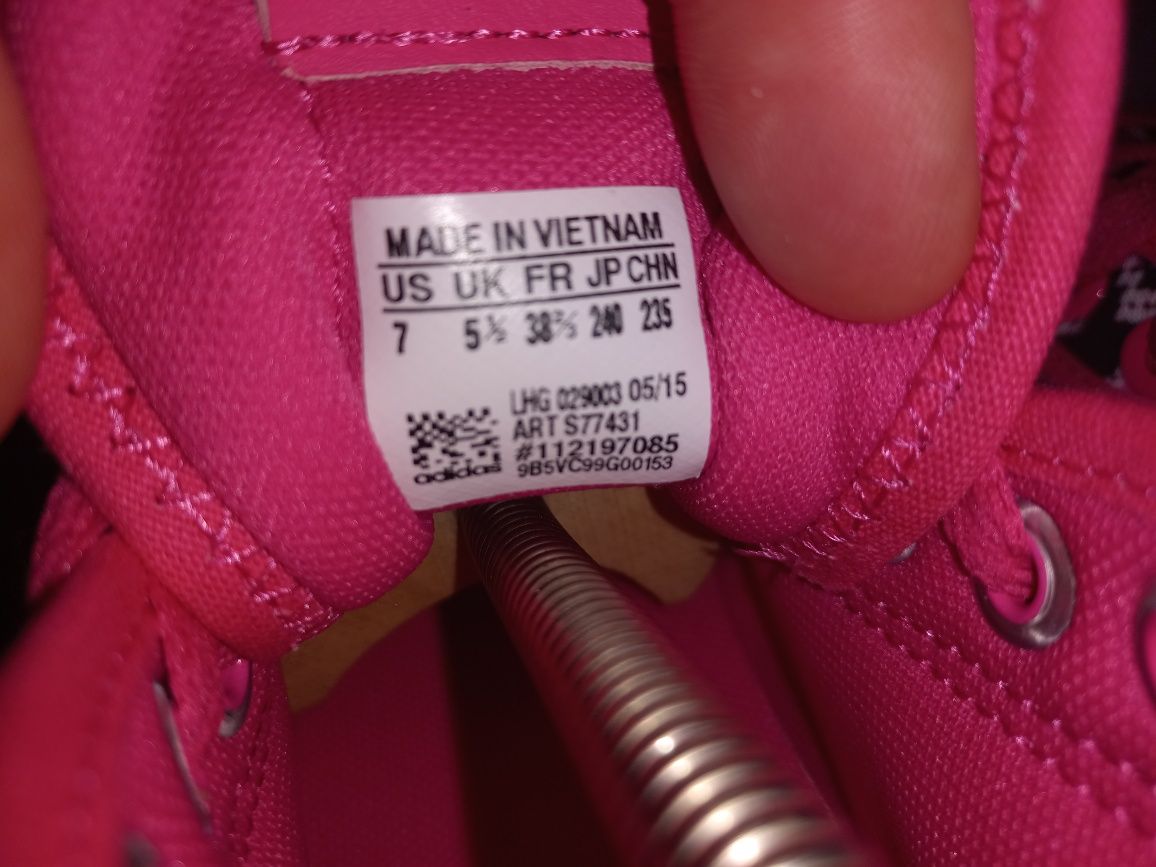 MADE IN VIETNAM
US UK FR JP CHN
7 5½ 38⅔ 240 235
LHG 029003 05/15
ART S77431
#112197085
adidas 9B5VC99G00153